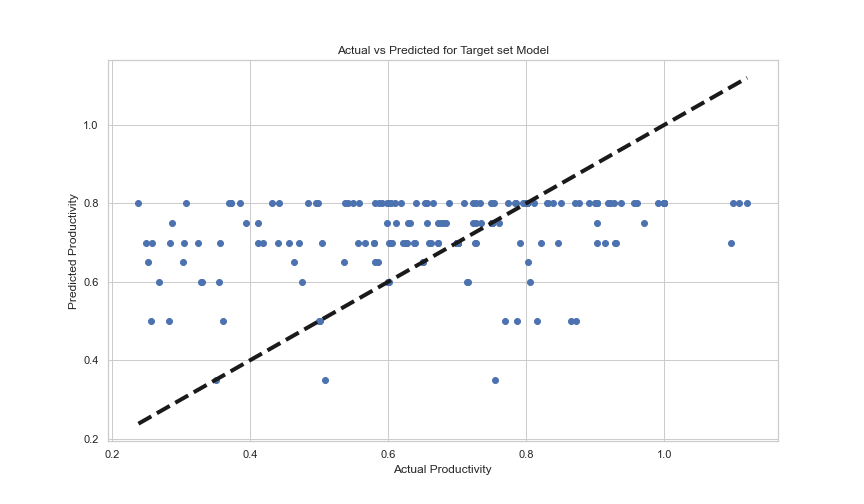 Actual vs Predicted for Target set Model
Predicted Productivity
1.0
0.8
0.6
0.4
0.2
0.2 0.4 0.6 0.8 1.0
Actual Productivity